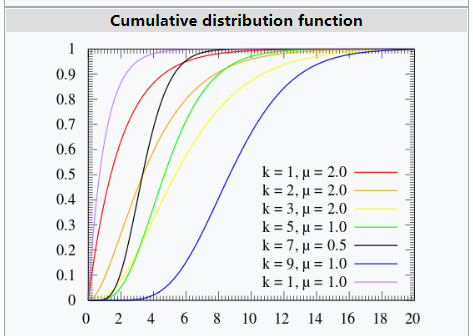 Cumulative distribution function
1
0.9
0.8
0.7
0.6
0.5
0.4
0.3
0.2
0.1
0
k = 1, μ = 2.0
k = 2, μ = 2.0
k = 3, μ = 2.0
k = 5, μ = 1.0
k = 7, μ = 0.5
k = 9, μ = 1.0
k = 1, μ = 1.0
0 2 4 6 8 10 12 14 16 18 20